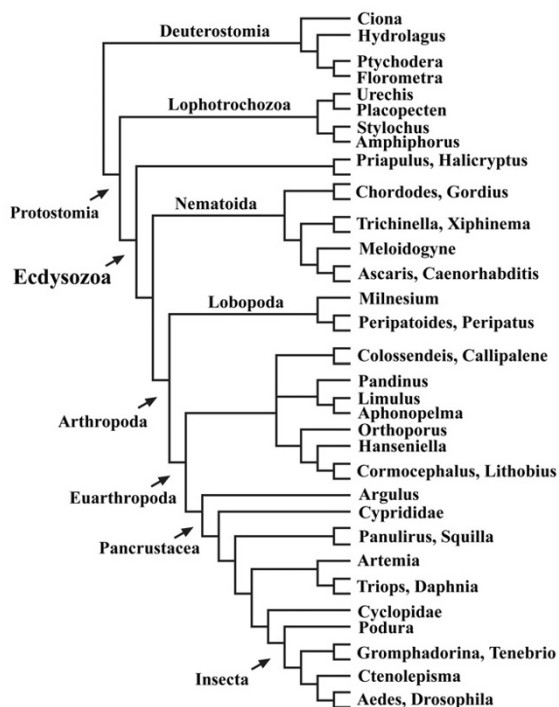 Ciona
Deuterostomia
Hydrolagus
Ptychodera
Florometra
Urechis
Lophotrochozoa
Placopecten
Stylochus
Amphiphorus
Priapulus, Halicryptus
Protostomia
Nematoida
Chordodes, Gordius
Trichinella, Xiphinema
Meloidogyne
Ecdysozoa
Ascaris, Caenorhabditis
Lobopoda
Milnesium
Peripatoides, Peripatus
Colossendeis, Callipalene
Pandinus
Limulus
Aphonopelma
Arthropoda
Orthoporus
Hanseniella
Cormocephalus, Lithobius
Euarthropoda
Argulus
Cyprididae
Pancrustacea
Panulirus, Squilla
Artemia
Triops, Daphnia
Cyclopidae
Podura
Gromphadorina, Tenebrio
Insecta
Ctenolepisma
Aedes, Drosophila